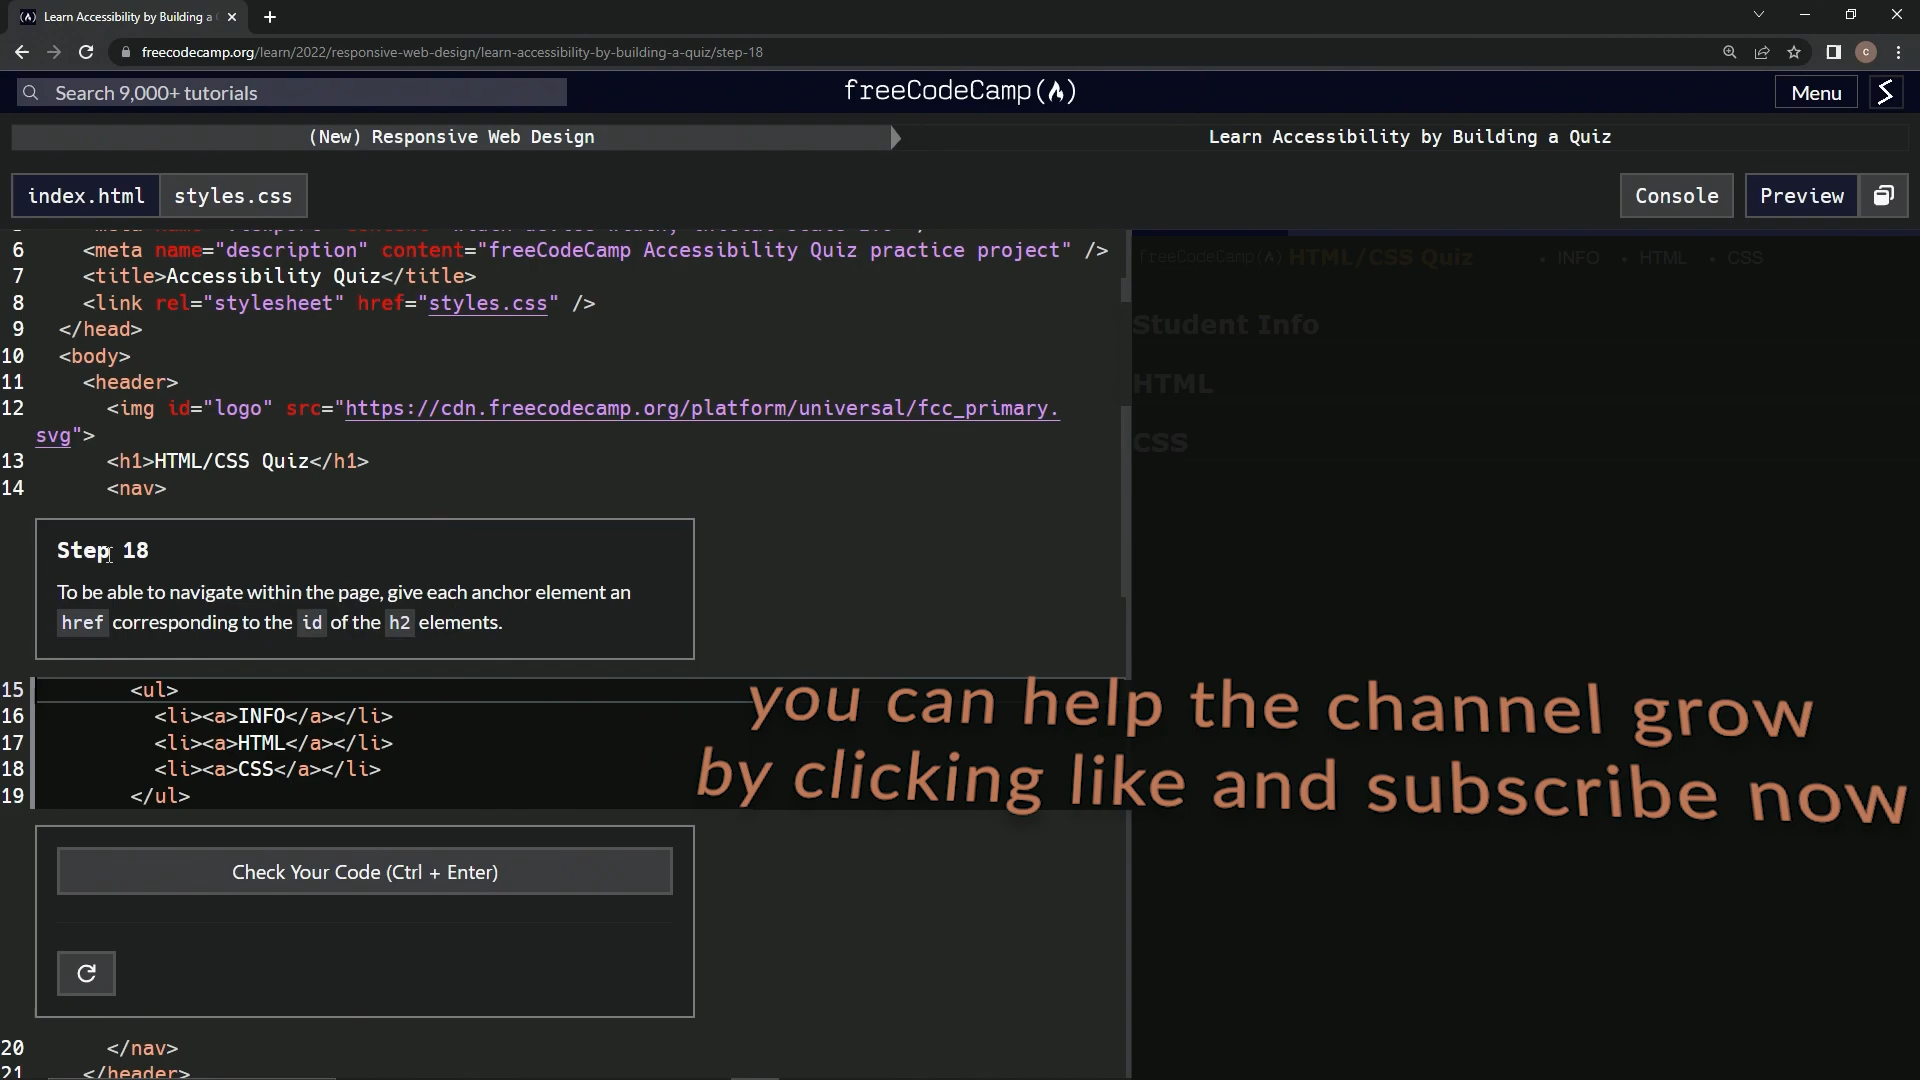 Learn Accessibility by Building a
freecodecamp.org/learn/2022/responsive-web-design/learn-accessibility-by-building-a-quiz/step-18
C
Search 9,000+ tutorials
freeCodeCamp(🔥)
Menu
(New) Responsive Web Design
Learn Accessibility by Building a Quiz
index.html
styles.css
Console
Preview
6 <meta name="description" content="freeCodeCamp Accessibility Quiz practice project" />
7 <title>Accessibility Quiz</title>
8 <link rel="stylesheet" href="styles.css" />
9 </head>
10 <body>
11 <header>
12 <img id="logo" src="https://cdn.freecodecamp.org/platform/universal/fcc_primary.
svg">
13 <h1>HTML/CSS Quiz</h1>
14 <nav>
Step 18
To be able to navigate within the page, give each anchor element an
href corresponding to the id of the h2 elements.
15 <ul>
16 <li><a>INFO</a></li>
17 <li><a>HTML</a></li>
18 <li><a>CSS</a></li>
19 </ul>
Check Your Code (Ctrl + Enter)
20 </nav>
21 </header>
freeCodeCamp(🔥) HTML/CSS Quiz
• INFO • HTML • CSS
Student Info
HTML
CSS
you can help the channel grow
by clicking like and subscribe now